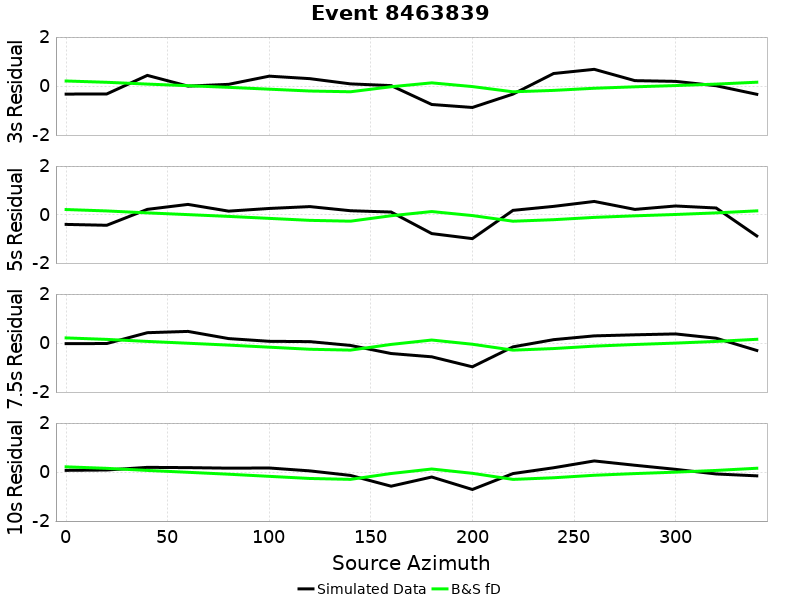 Event 8463839
3s Residual
2
0
-2
5s Residual
2
0
-2
7.5s Residual
2
0
-2
10s Residual
2
0
-2
0 50 100 150 200 250 300
Source Azimuth
Simulated Data B&S fD